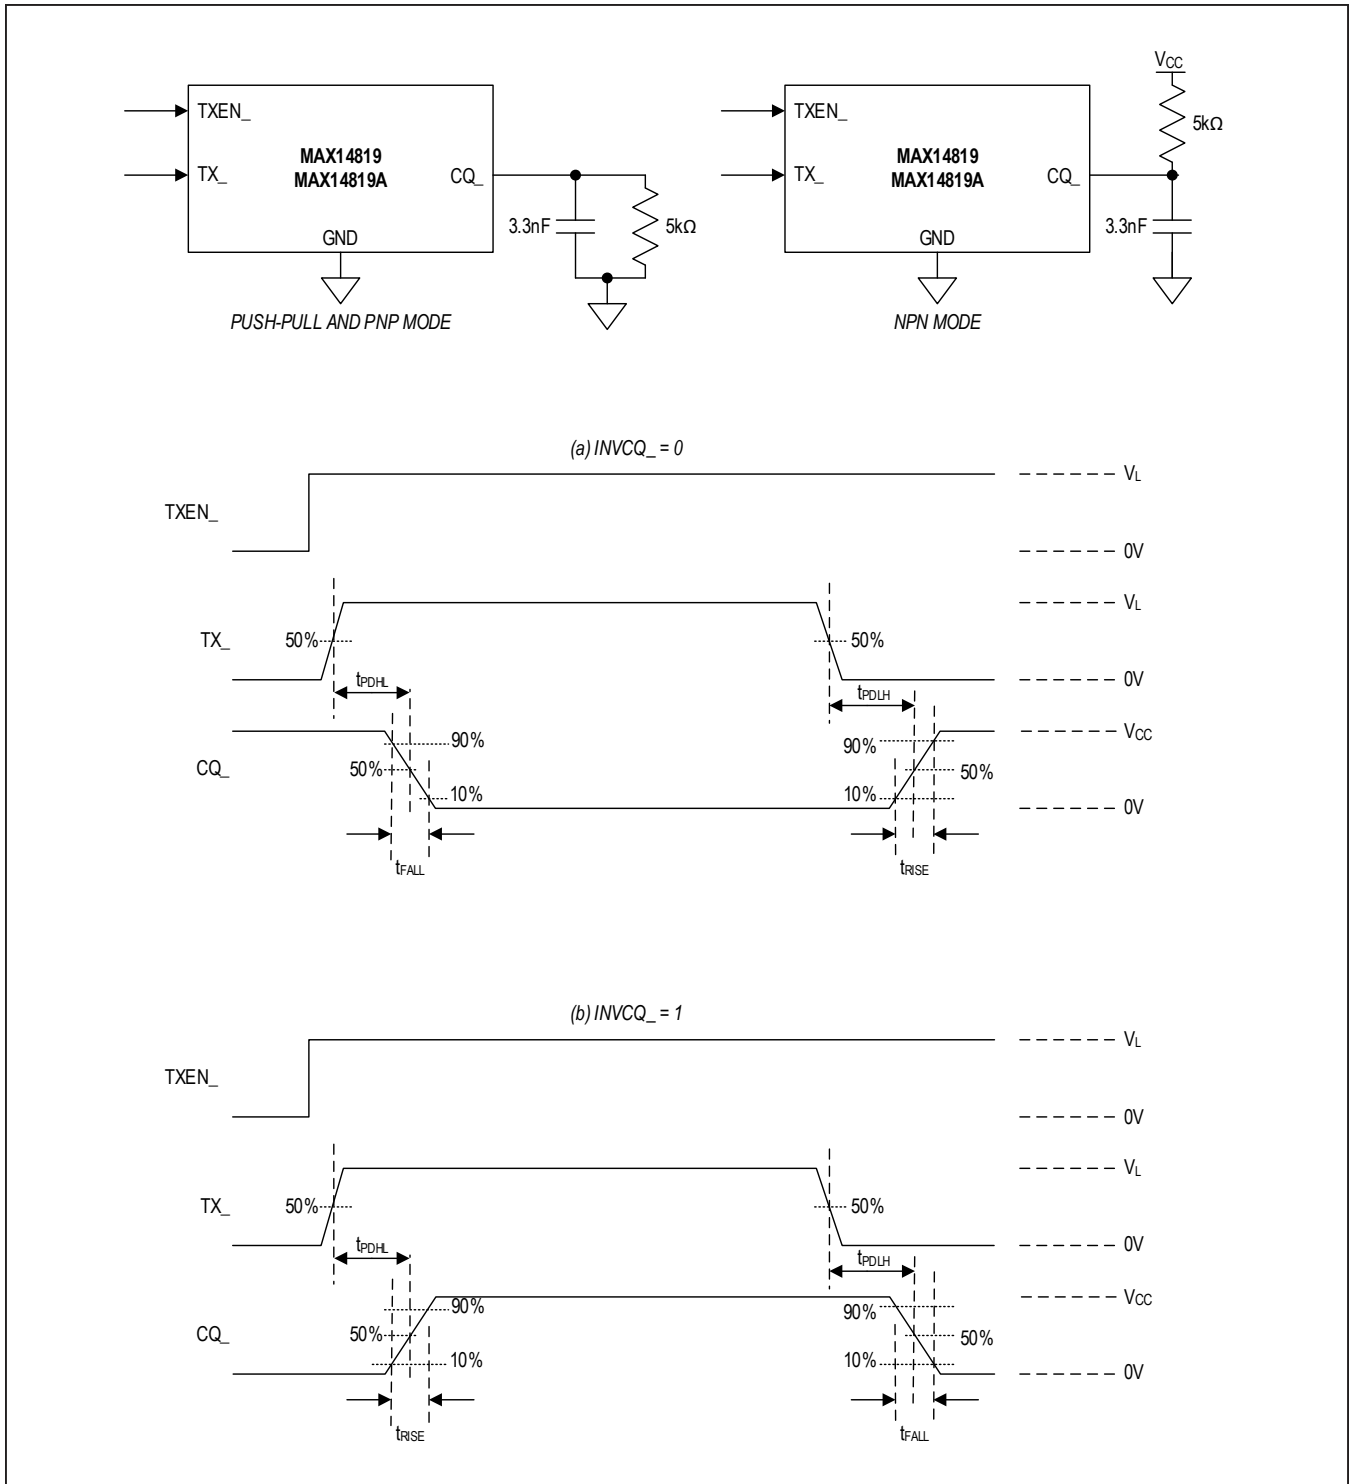 VCC
TXEN_
TXEN_
5kΩ
MAX14819
MAX14819
TX_
MAX14819A
CQ_
TX_
MAX14819A
CQ_
3.3nF
5kΩ
3.3nF
GND
GND
PUSH-PULL AND PNP MODE
NPN MODE
(a) INVCQ_ = 0
VL
TXEN_
0V
VL
TX_
50%
50%
0V
tPDHL
tPDLH
VCC
90%
90%
CQ_
50%
50%
10%
10%
0V
tFALL
tRISE
(b) INVCQ_ = 1
VL
TXEN_
0V
VL
TX_
50%
50%
0V
tPDHL
tPDLH
VCC
90%
90%
CQ_
50%
50%
10%
10%
0V
tRISE
tFALL